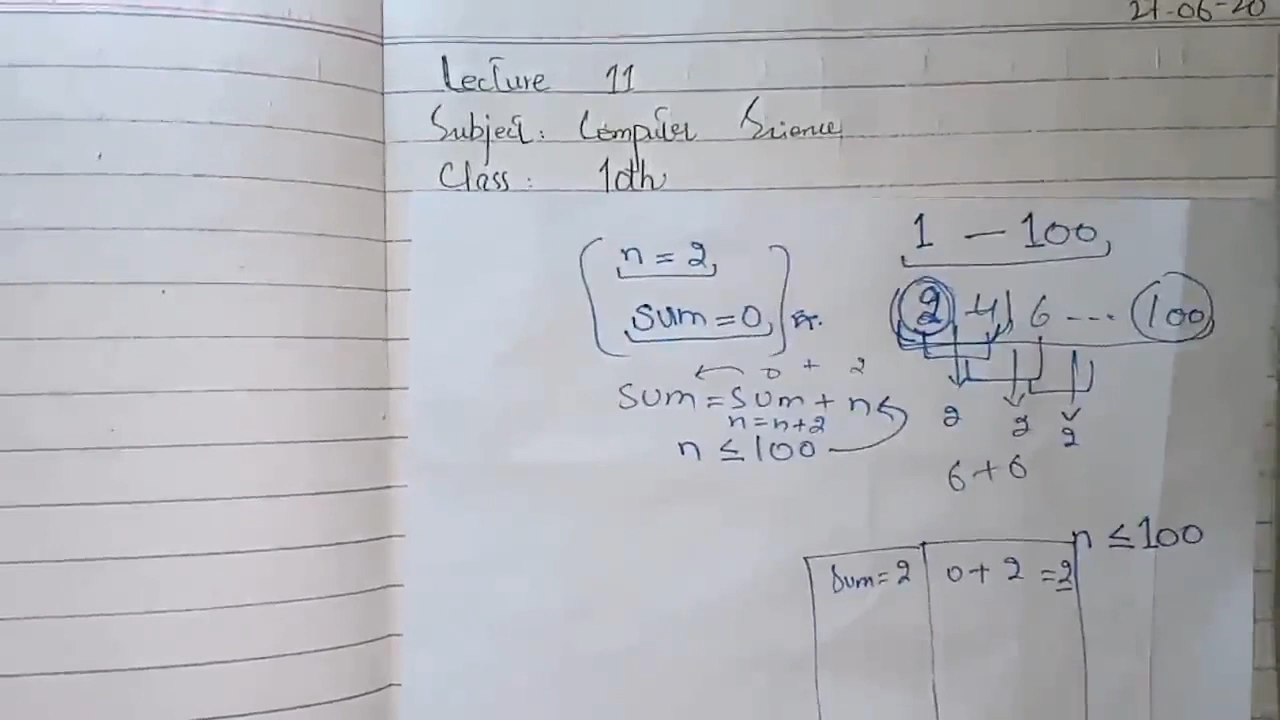 27-06-20
Lecture 11
Subject: Computer Science
Class: 10th
1 — 100
n = 2
sum = 0
2 4 6 ... 100
0 + 2
sum = sum + n
n = n+2
n ≤ 100
2 2 2
6 + 6
n ≤ 100
Sum = 2 0 + 2 = 2